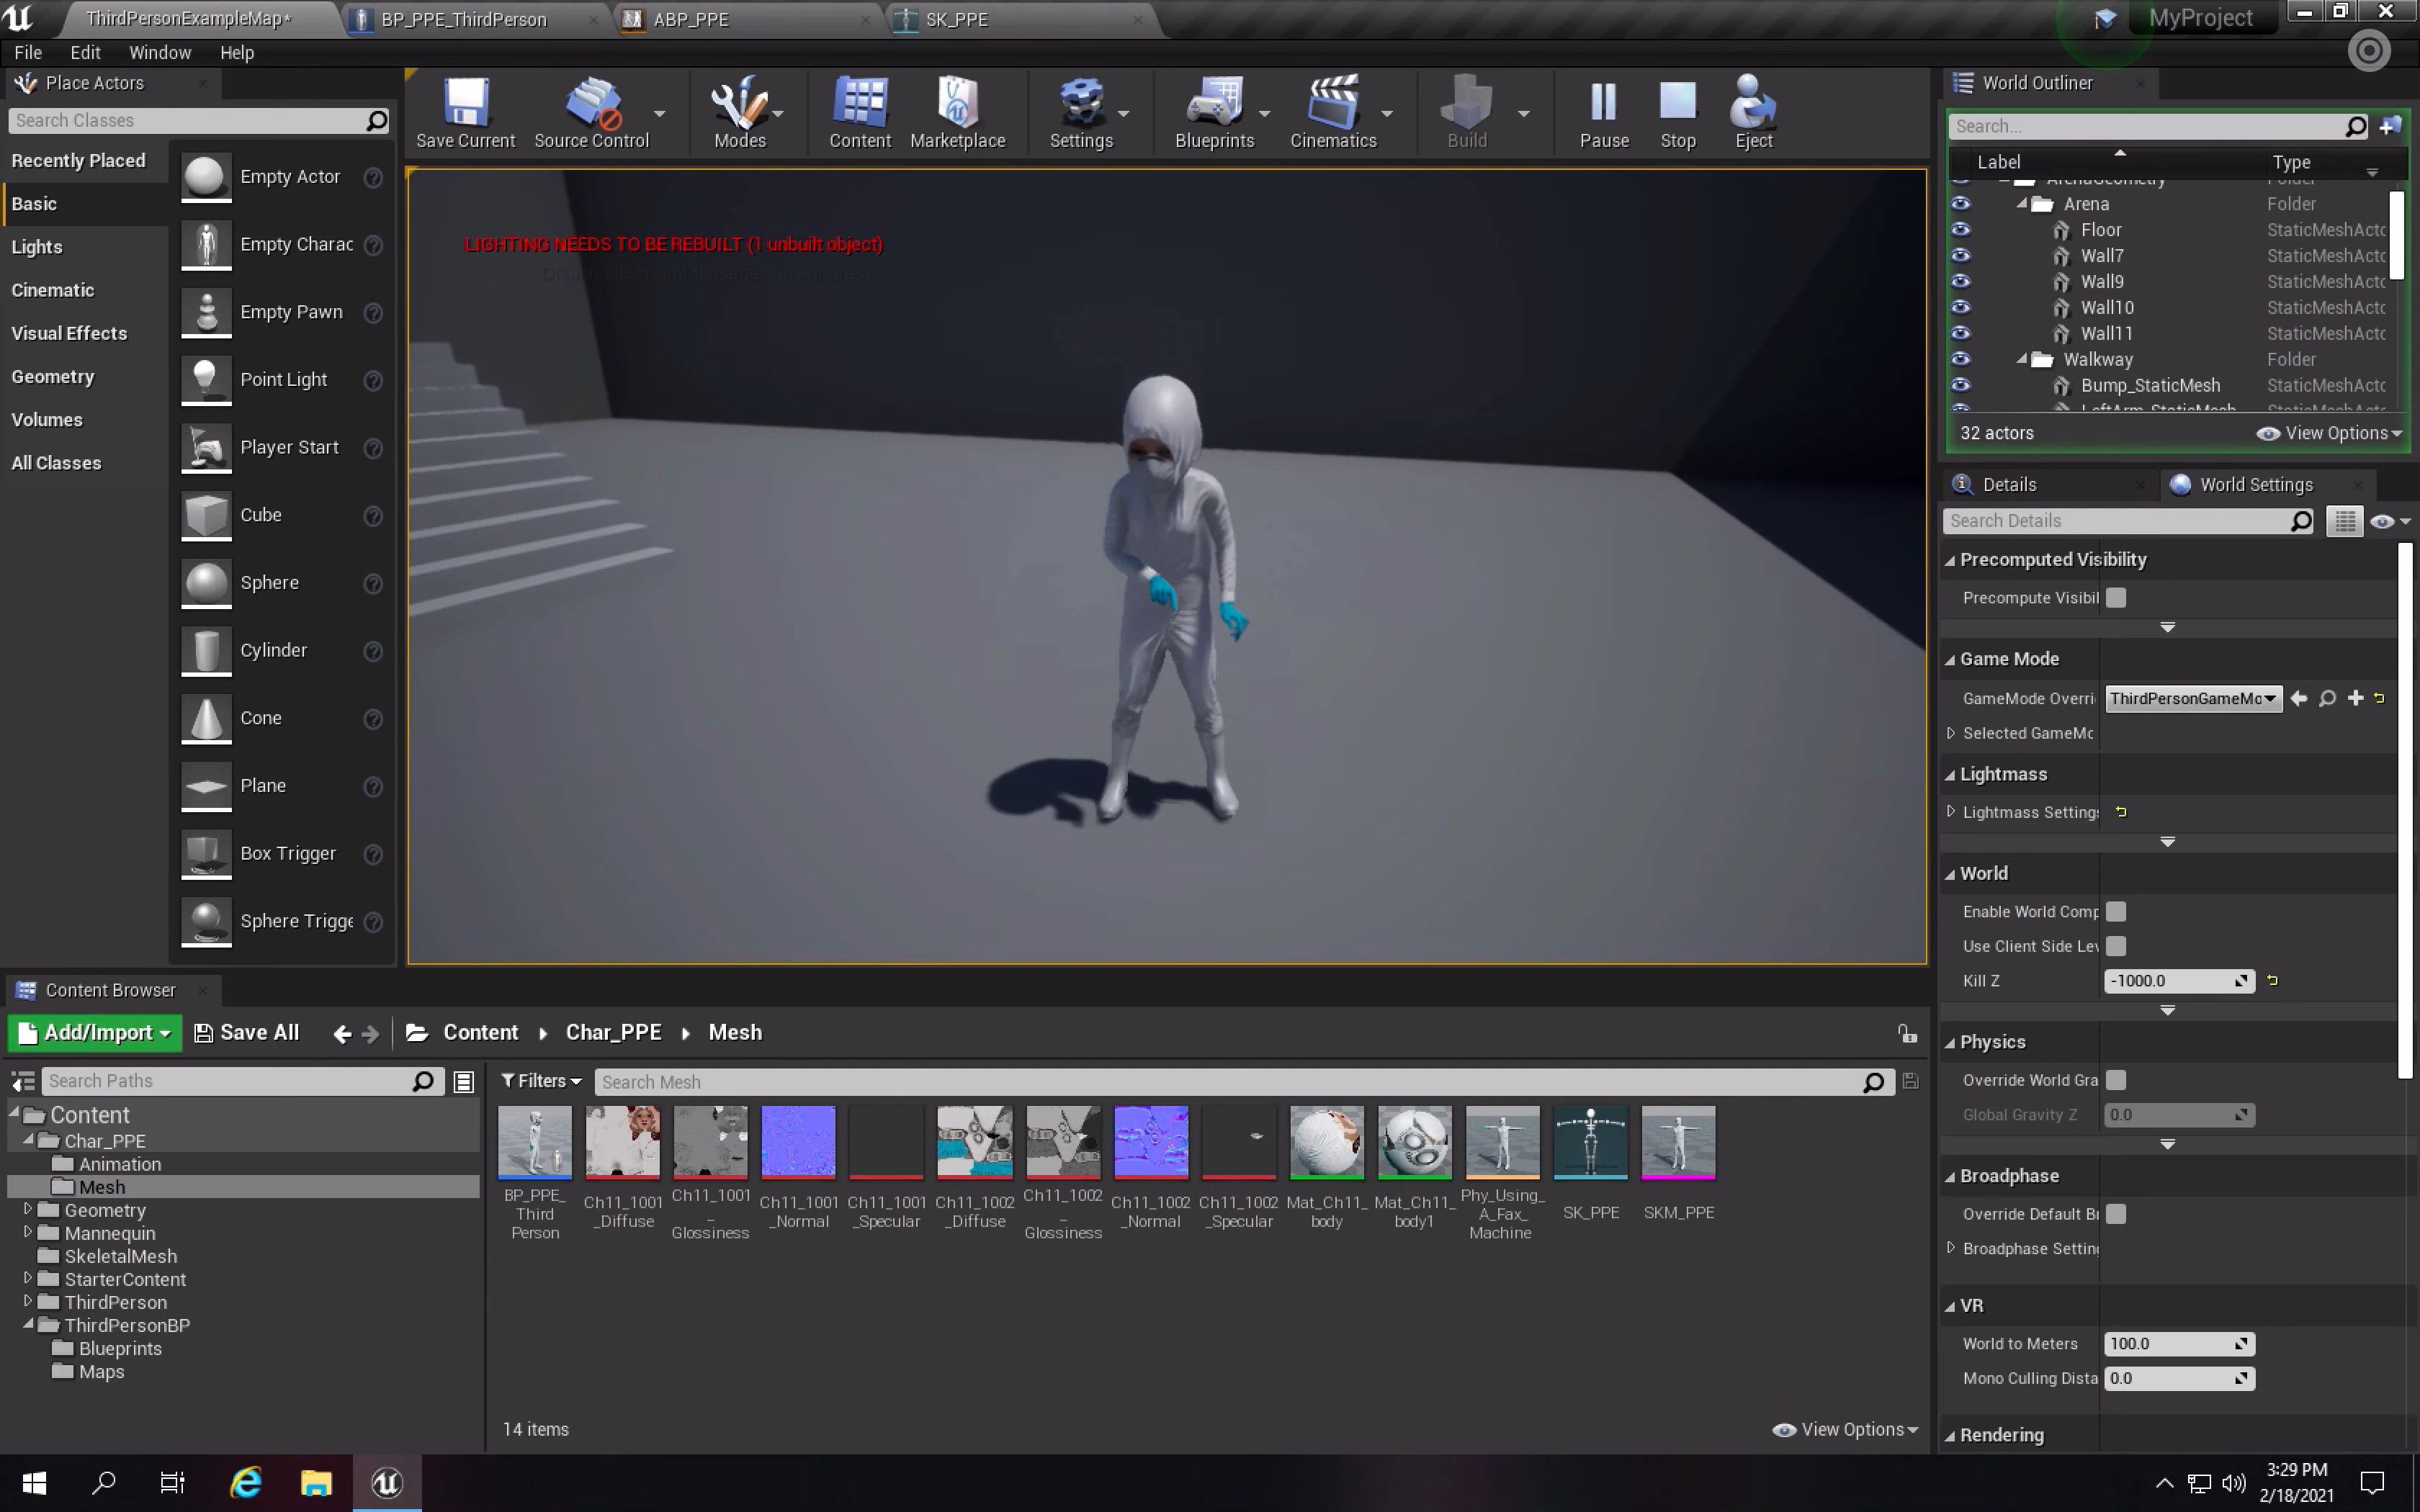 ThirdPersonExampleMap*
BP_PPE_ThirdPerson
ABP_PPE
SK_PPE
MyProject
File Edit Window Help
Place Actors
Search Classes
Recently Placed
Basic
Lights
Cinematic
Visual Effects
Geometry
Volumes
All Classes
Empty Actor
Empty Charac
Empty Pawn
Point Light
Player Start
Cube
Sphere
Cylinder
Cone
Plane
Box Trigger
Sphere Trigge
Save Current
Source Control
Modes
Content
Marketplace
Settings
Blueprints
Cinematics
Build
Pause
Stop
Eject
LIGHTING NEEDS TO BE REBUILT (1 unbuilt object)
World Outliner
Search...
Label Type
ArenaGeometry Folder
Arena Folder
Floor StaticMeshActo
Wall7 StaticMeshActo
Wall9 StaticMeshActo
Wall10 StaticMeshActo
Wall11 StaticMeshActo
Walkway Folder
Bump_StaticMesh StaticMeshActo
LeftArm_StaticMesh StaticMeshActo
32 actors
View Options
Details
World Settings
Search Details
Precomputed Visibility
Precompute Visibil
Game Mode
GameMode Overri ThirdPersonGameMo
Selected GameMo
Lightmass
Lightmass Settings
World
Enable World Comp
Use Client Side Lev
Kill Z -1000.0
Physics
Override World Gra
Global Gravity Z 0.0
Broadphase
Override Default Br
Broadphase Setting
VR
World to Meters 100.0
Mono Culling Dista 0.0
Rendering
Content Browser
Add/Import
Save All
Content
Char_PPE
Mesh
Search Paths
Filters
Search Mesh
Content
Char_PPE
Animation
Mesh
Geometry
Mannequin
SkeletalMesh
StarterContent
ThirdPerson
ThirdPersonBP
Blueprints
Maps
BP_PPE_
Third
Person
Ch11_1001
_Diffuse
Ch11_1001
_
Glossiness
Ch11_1001
_Normal
Ch11_1001
_Specular
Ch11_1002
_Diffuse
Ch11_1002
_
Glossiness
Ch11_1002
_Normal
Ch11_1002
_Specular
Mat_Ch11_
body
Mat_Ch11_
body1
Phy_Using_
A_Fax_
Machine
SK_PPE
SKM_PPE
14 items
View Options
3:29 PM
2/18/2021